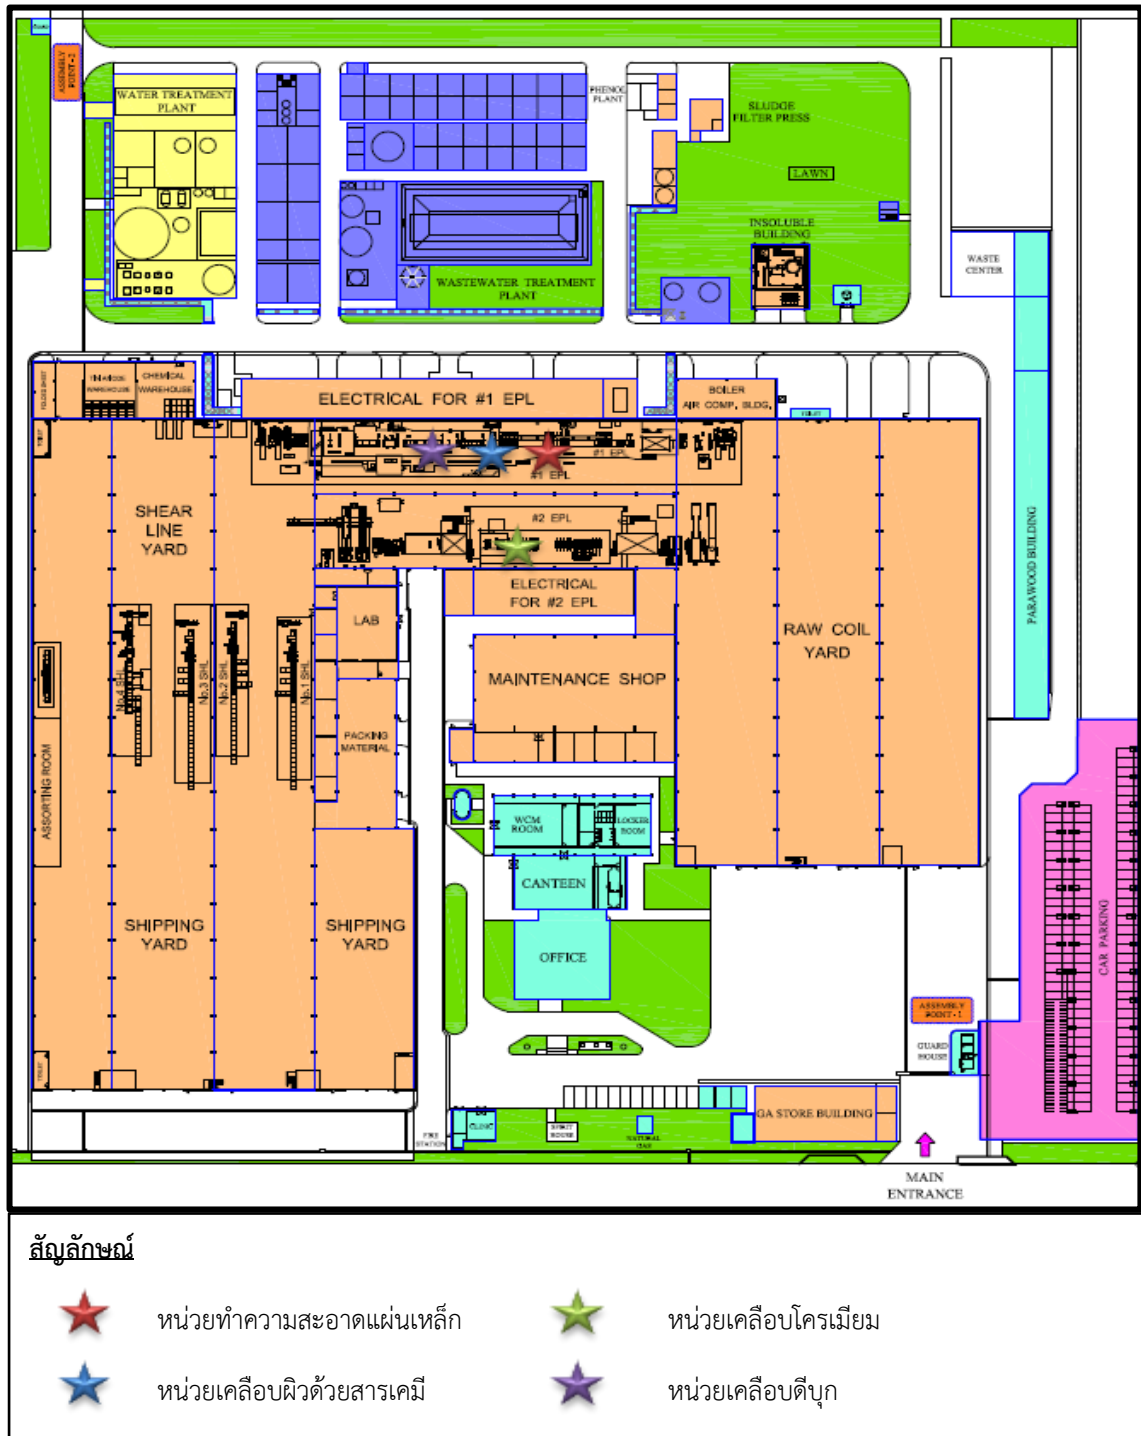 ASSEMBLY
POINT-2
WATER TREATMENT
PLANT
PHENOL
PLANT
SLUDGE
FILTER PRESS
LAWN
INSOLUBLE
BUILDING
WASTE
CENTER
WASTEWATER TREATMENT
PLANT
CHEMICAL
WAREHOUSE
WAREHOUSE
ELECTRICAL FOR #1 EPL
BOILER
AIR COMP. BLDG.
TOILET
TOILET
#1 EPL
#1 EPL
SHEAR
LINE
YARD
#2 EPL
ELECTRICAL
FOR #2 EPL
LAB
RAW COIL
YARD
PARAWOOD BUILDING
No.4 SHL
No.3 SHL
No.2 SHL
No.1 SHL
MAINTENANCE SHOP
PACKING
MATERIAL
ASSORTING ROOM
WCM
ROOM
LOCKER
ROOM
CANTEEN
SHIPPING
YARD
SHIPPING
YARD
OFFICE
CAR PARKING
ASSEMBLY
POINT-1
GUARD
HOUSE
TOILET
GA STORE BUILDING
CLINIC
FIRE
STATION
SPIRIT
HOUSE
NATURAL
GAS
MAIN
ENTRANCE
สัญลักษณ์
หน่วยทำความสะอาดแผ่นเหล็ก
หน่วยเคลือบโครเมียม
หน่วยเคลือบผิวด้วยสารเคมี
หน่วยเคลือบดีบุก